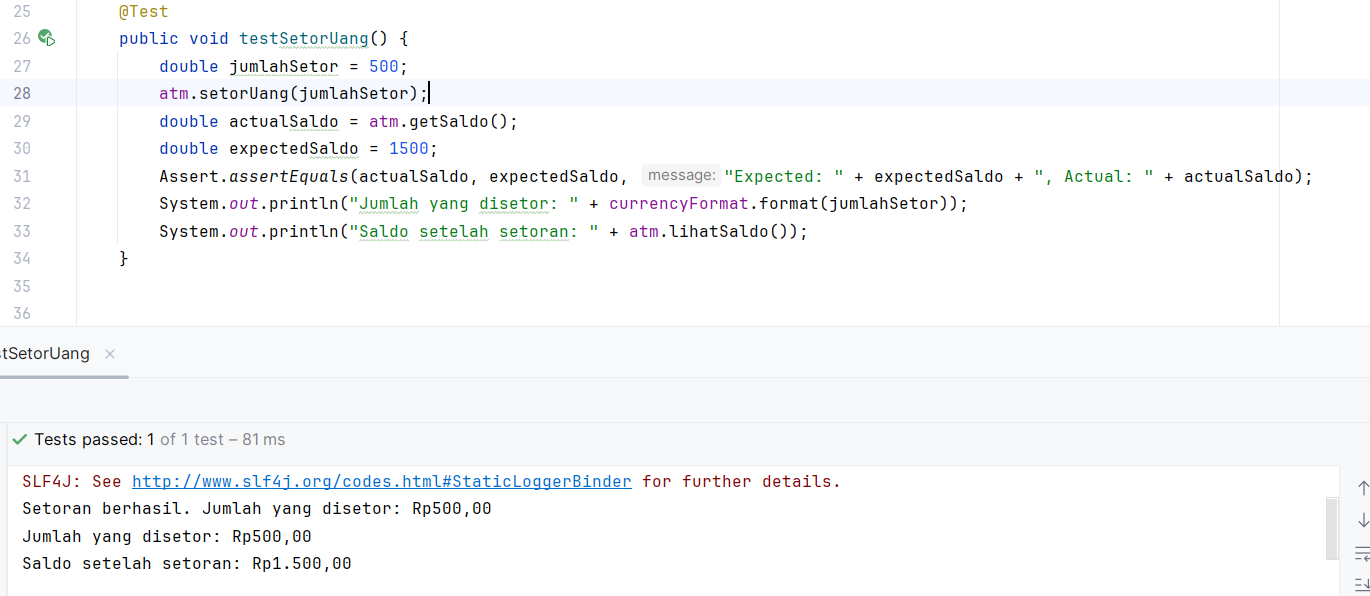 25 @Test
26 public void testSetorUang() {
27 double jumlahSetor = 500;
28 atm.setorUang(jumlahSetor);
29 double actualSaldo = atm.getSaldo();
30 double expectedSaldo = 1500;
31 Assert.assertEquals(actualSaldo, expectedSaldo, message: "Expected: " + expectedSaldo + ", Actual: " + actualSaldo);
32 System.out.println("Jumlah yang disetor: " + currencyFormat.format(jumlahSetor));
33 System.out.println("Saldo setelah setoran: " + atm.lihatSaldo());
34 }
35
36
stSetorUang ×
Tests passed: 1 of 1 test – 81 ms
SLF4J: See http://www.slf4j.org/codes.html#StaticLoggerBinder for further details.
Setoran berhasil. Jumlah yang disetor: Rp500,00
Jumlah yang disetor: Rp500,00
Saldo setelah setoran: Rp1.500,00